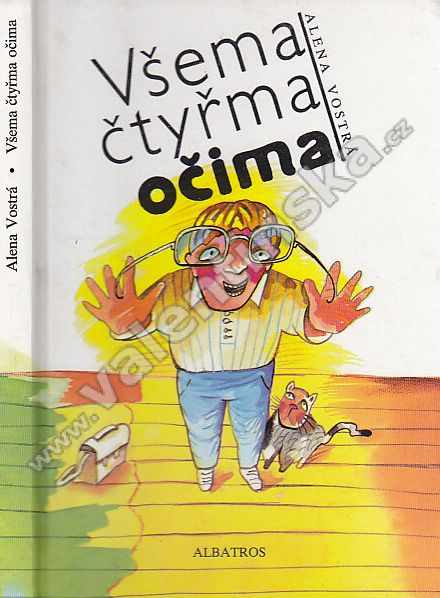 Alena Vostrá • Všema čtyřma očima
Všema
čtyřma
očima
ALENA VOSTRÁ
www.valentinska.cz
ALBATROS